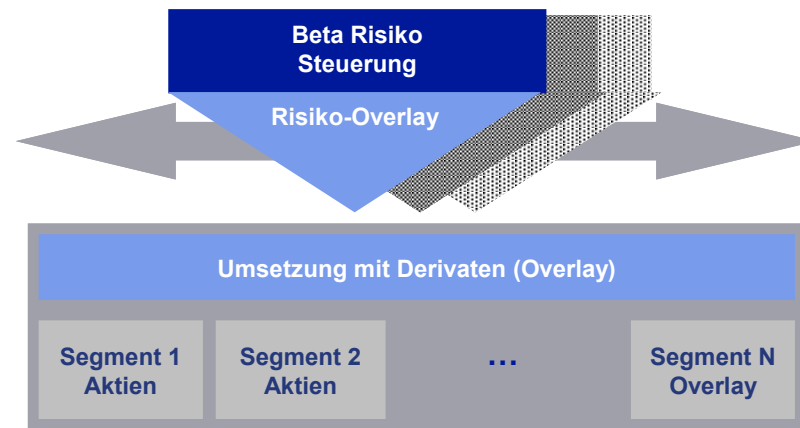 Beta Risiko
Steuerung
Risiko-Overlay
Umsetzung mit Derivaten (Overlay)
Segment 1
Aktien
Segment 2
Aktien
...
Segment N
Overlay